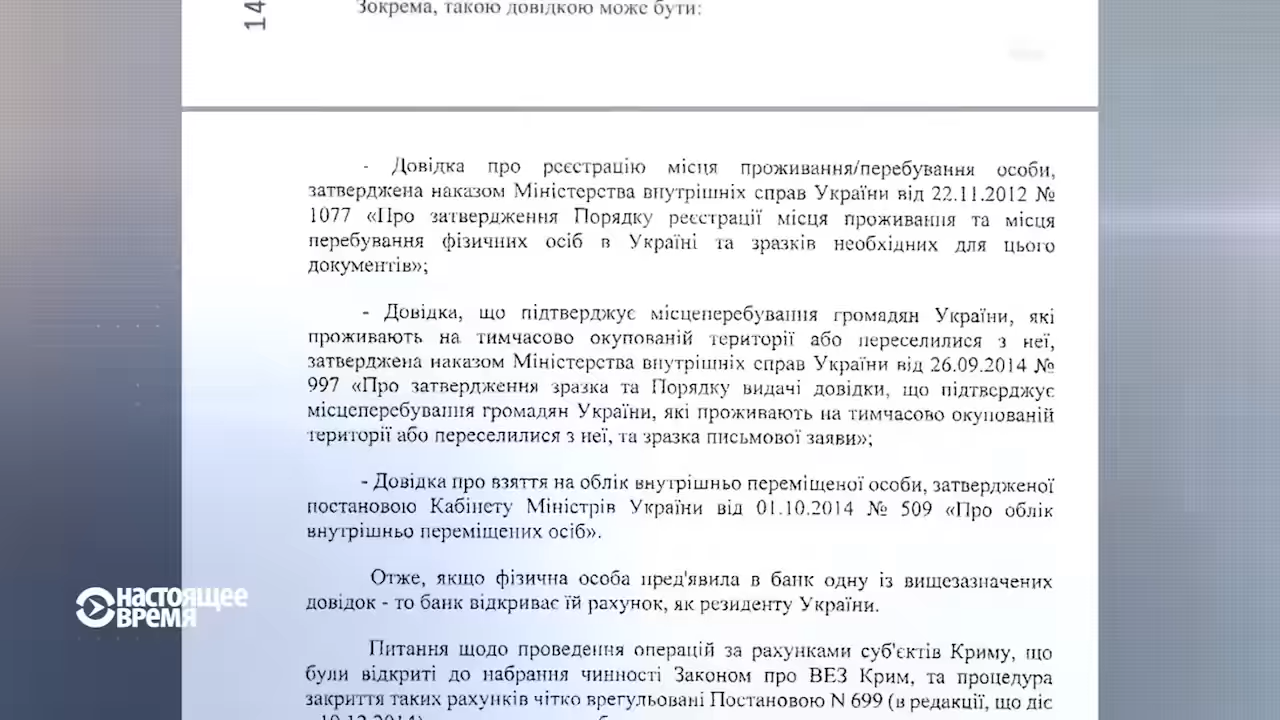 14
Зокрема, такою довідкою може бути:
- Довідка про реєстрацію місця проживання/перебування особи,
затверджена наказом Міністерства внутрішніх справ України від 22.11.2012 №
1077 «Про затвердження Порядку реєстрації місця проживання та місця
перебування фізичних осіб в Україні та зразків необхідних для цього
документів»;
- Довідка, що підтверджує місцеперебування громадян України, які
проживають на тимчасово окупованій території або переселилися з неї,
затверджена наказом Міністерства внутрішніх справ України від 26.09.2014 №
997 «Про затвердження зразка та Порядку видачі довідки, що підтверджує
місцеперебування громадян України, які проживають на тимчасово окупованій
території або переселилися з неї, та зразка письмової заяви»;
- Довідка про взяття на облік внутрішньо переміщеної особи, затвердженої
постановою Кабінету Міністрів України від 01.10.2014 № 509 «Про облік
внутрішньо переміщених осіб».
Отже, якщо фізична особа пред'явила в банк одну із вищезазначених
довідок - то банк відкриває їй рахунок, як резиденту України.
Питання щодо проведення операцій за рахунками суб'єктів Криму, що
були відкриті до набрання чинності Законом про ВЕЗ Крим, та процедура
закриття таких рахунків чітко врегульовані Постановою N 699 (в редакції, що діє
НАСТОЯЩЕЕ
ВРЕМЯ